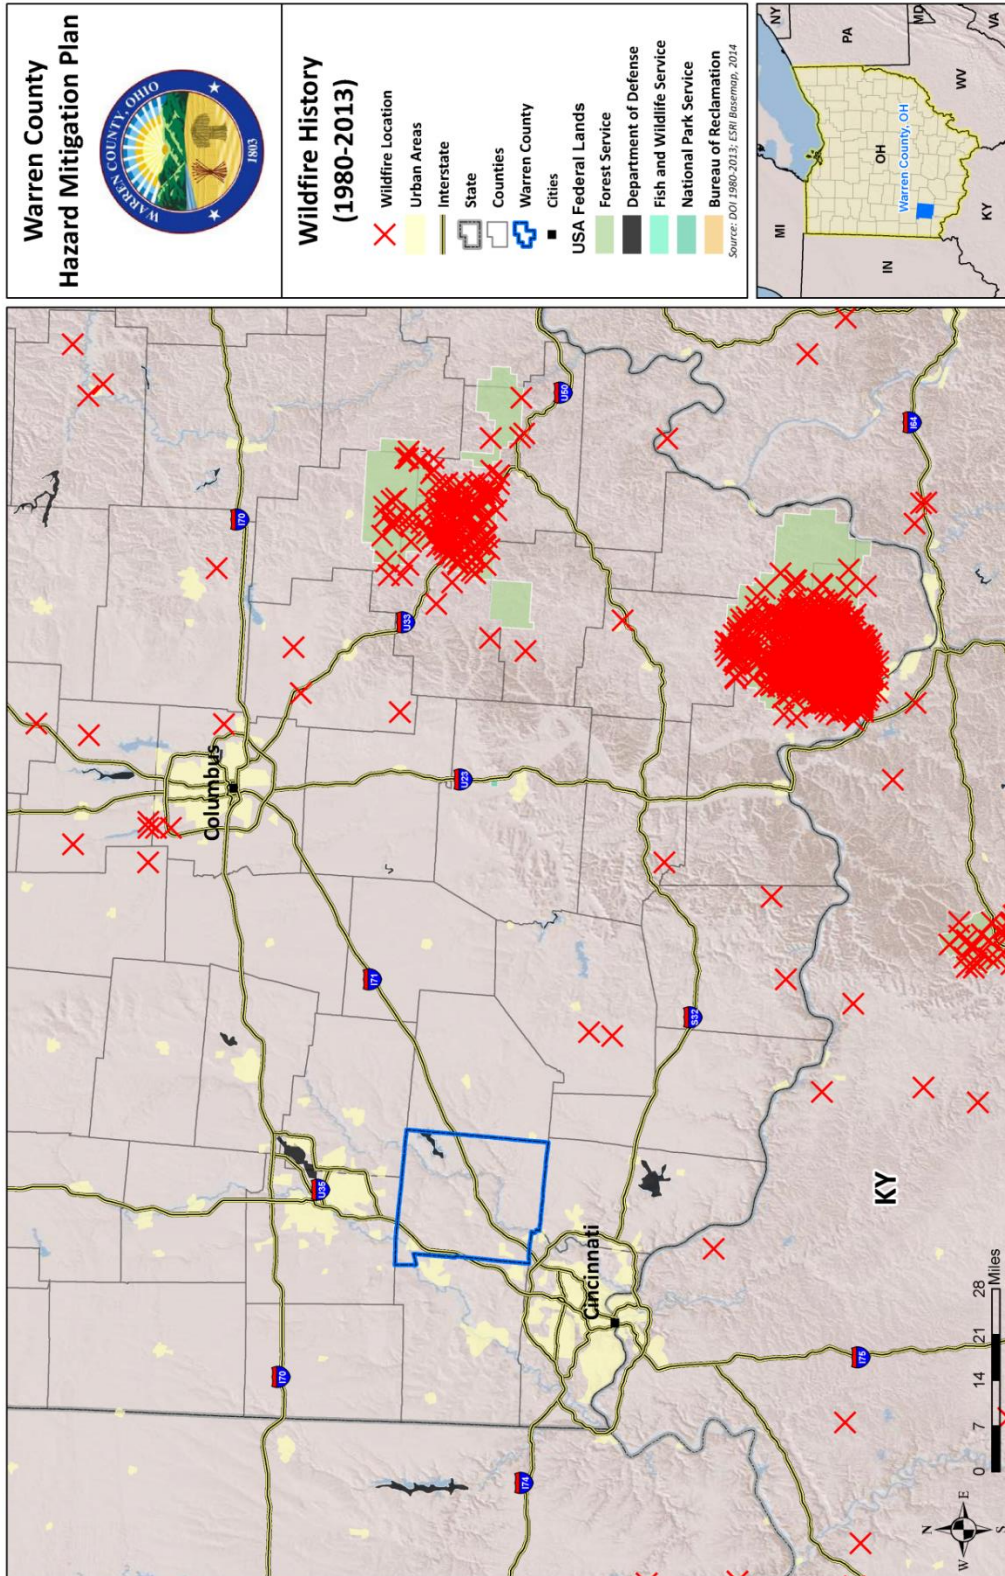 Warren County
Hazard Mitigation Plan
WARREN COUNTY, OHIO
1803
Wildfire History
(1980-2013)
Wildfire Location
Urban Areas
Interstate
State
Counties
Warren County
Cities
USA Federal Lands
Forest Service
Department of Defense
Fish and Wildlife Service
National Park Service
Bureau of Reclamation
Source: DOI 1980-2013; ESRI Basemap, 2014
MI
NY
PA
MD
OH
IN
Warren County, OH
WV
VA
KY
I70
I70
Columbus
U35
U33
I71
U23
U50
I74
Cincinnati
S32
I75
I64
KY
N
W
E
S
0 7 14 21 28
Miles